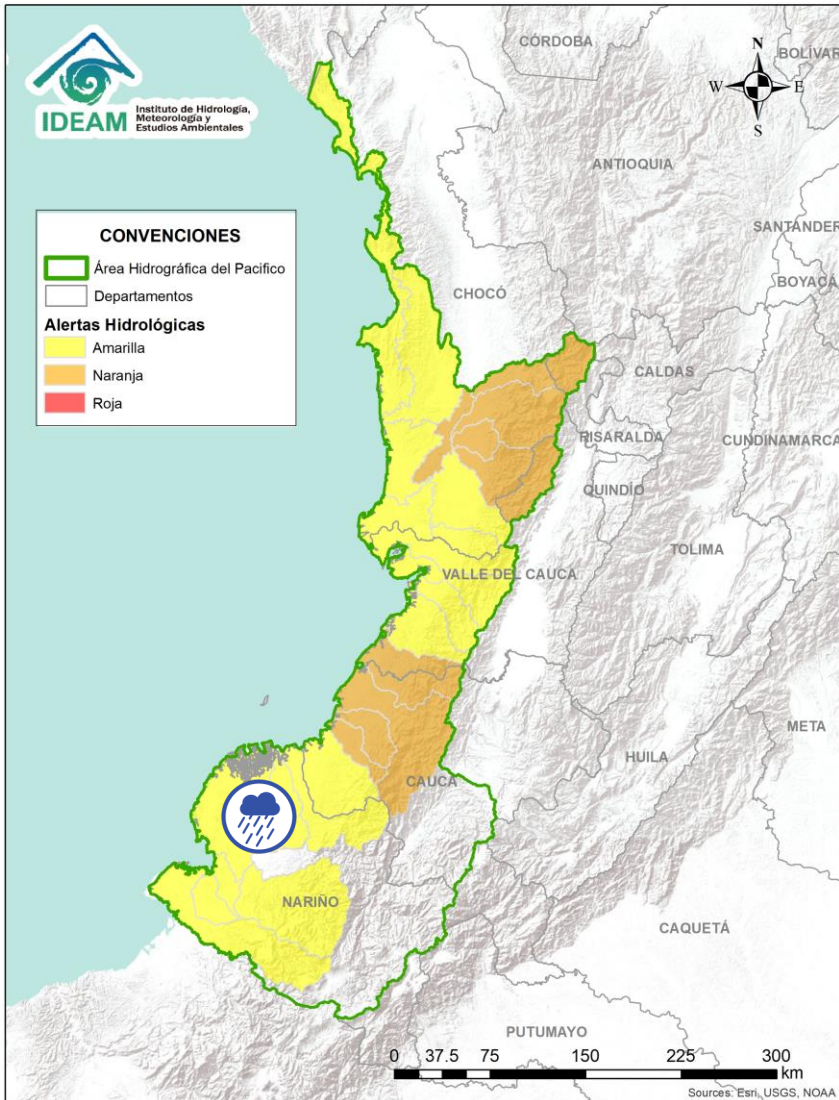 IDEAM
Instituto de Hidrología,
Meteorología y
Estudios Ambientales
CÓRDOBA
BOLÍVAR
N
W
E
S
ANTIOQUIA
SANTANDER
BOYACÁ
CONVENCIONES
Área Hidrográfica del Pacifico
Departamentos
Alertas Hidrológicas
Amarilla
Naranja
Roja
CHOCÓ
CALDAS
RISARALDA
CUNDINAMARCA
QUINDÍO
TOLIMA
VALLE DEL CAUCA
META
HUILA
CAUCA
NARIÑO
CAQUETÁ
PUTUMAYO
0 37.5 75 150 225 300
km
Sources: Esri, USGS, NOAA